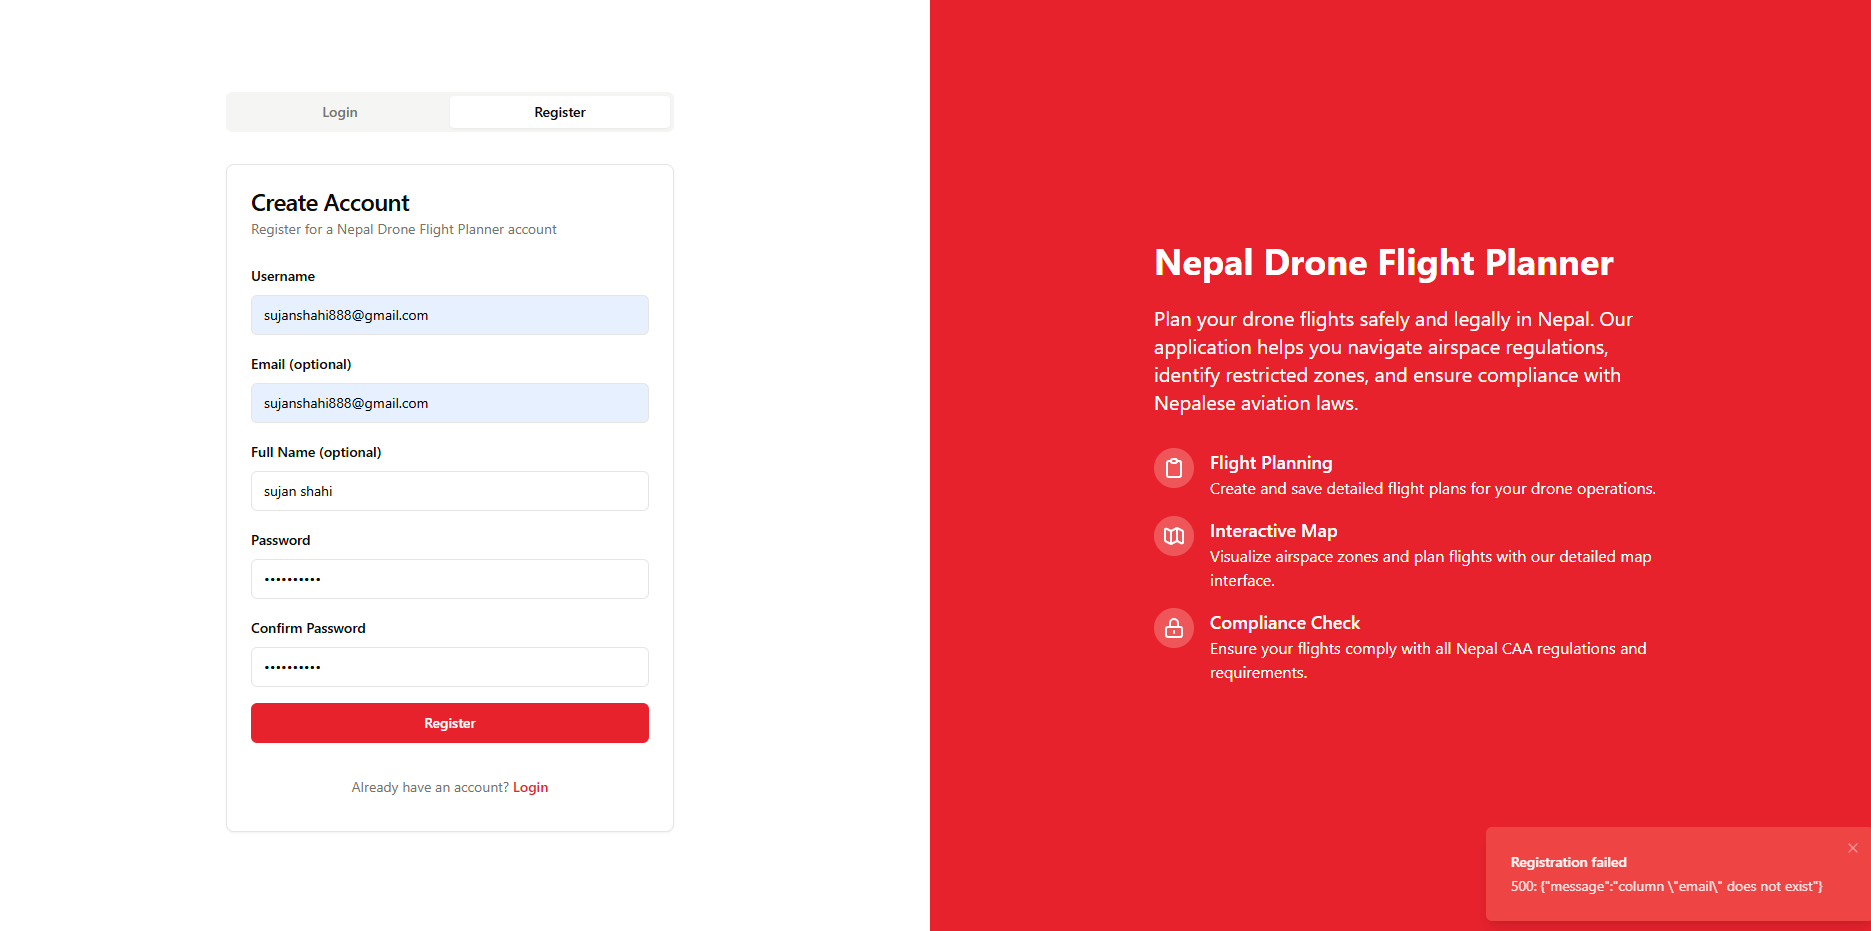 Login
Register
Create Account
Register for a Nepal Drone Flight Planner account
Username
sujanshahi888@gmail.com
Email (optional)
sujanshahi888@gmail.com
Full Name (optional)
sujan shahi
Password
••••••••••
Confirm Password
••••••••••
Register
Already have an account? Login
Nepal Drone Flight Planner
Plan your drone flights safely and legally in Nepal. Our
application helps you navigate airspace regulations,
identify restricted zones, and ensure compliance with
Nepalese aviation laws.
Flight Planning
Create and save detailed flight plans for your drone operations.
Interactive Map
Visualize airspace zones and plan flights with our detailed map
interface.
Compliance Check
Ensure your flights comply with all Nepal CAA regulations and
requirements.
Registration failed
500: {"message":"column \"email\" does not exist"}